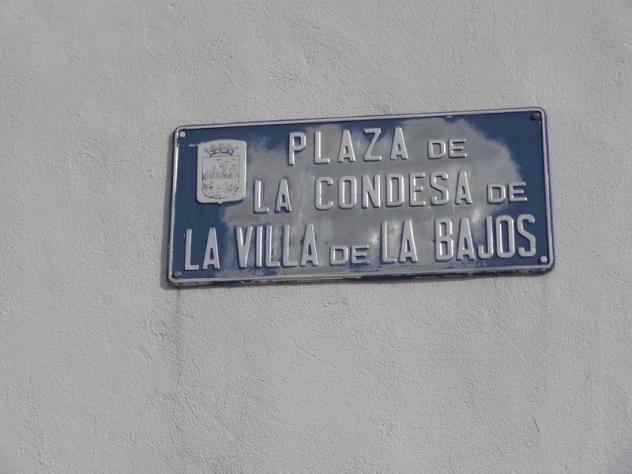 PLAZA DE
LA CONDESA DE
LA VILLA DE LA BAJOS